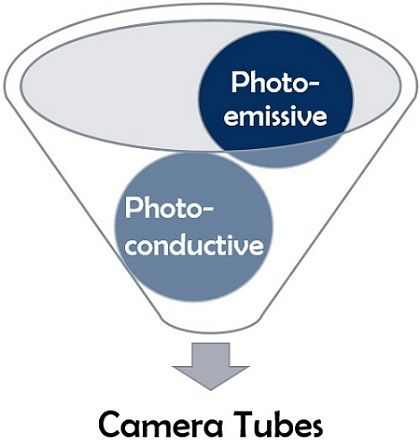 Photo-
emissive
Photo-
conductive
Camera Tubes